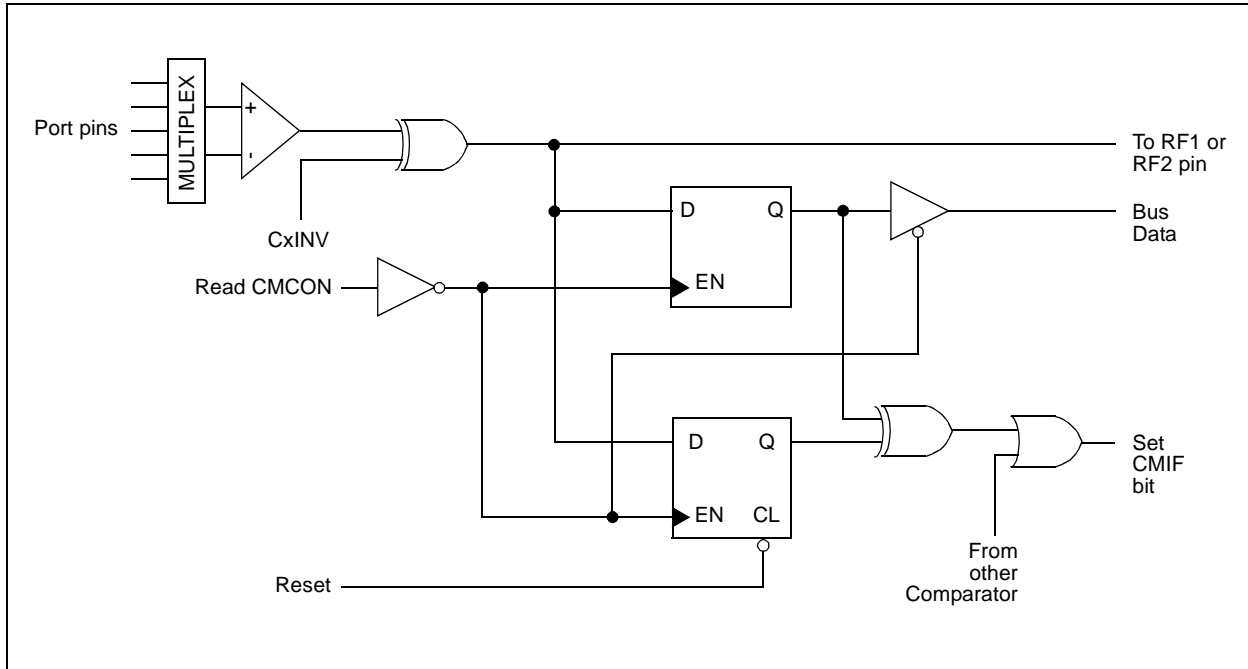 MULTIPLEX
Port pins
+
-
CxINV
To RF1 or
RF2 pin
D
Q
EN
Bus
Data
Read CMCON
D
Q
EN
CL
Set
CMIF
bit
From
other
Comparator
Reset